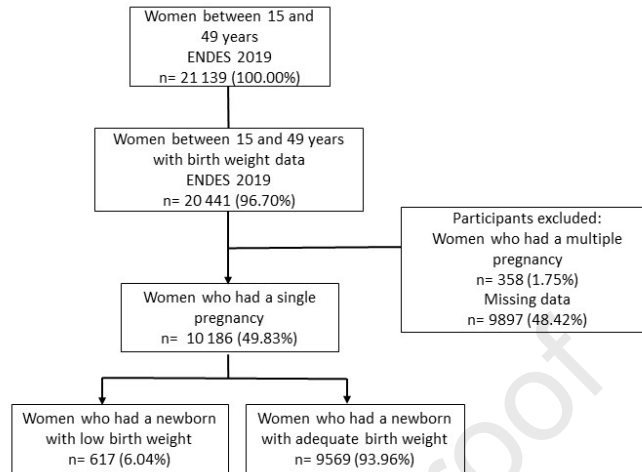 Women between 15 and
49 years
ENDES 2019
n= 21 139 (100.00%)
Women between 15 and 49 years
with birth weight data
ENDES 2019
n= 20 441 (96.70%)
Participants excluded:
Women who had a multiple
pregnancy
n= 358 (1.75%)
Missing data
n= 9897 (48.42%)
Women who had a single
pregnancy
n= 10 186 (49.83%)
Women who had a newborn
with low birth weight
n= 617 (6.04%)
Women who had a newborn
with adequate birth weight
n= 9569 (93.96%)
roof